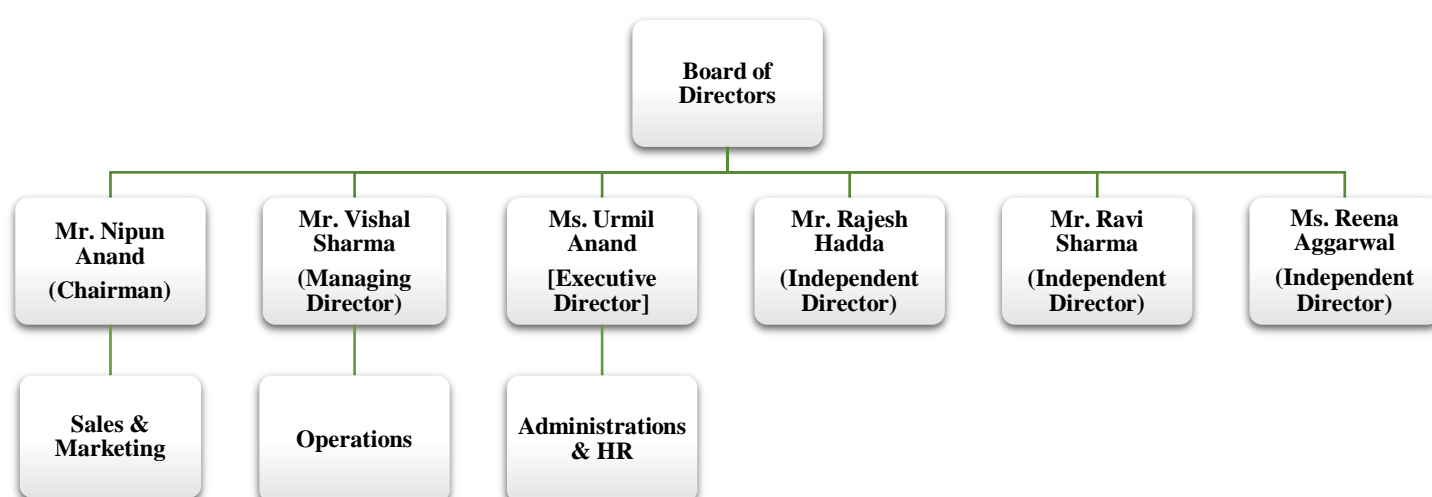 Board of
Directors
Mr. Nipun
Anand
(Chairman)
Mr. Vishal
Sharma
(Managing
Director)
Ms. Urmil
Anand
[Executive
Director]
Mr. Rajesh
Hadda
(Independent
Director)
Mr. Ravi
Sharma
(Independent
Director)
Ms. Reena
Aggarwal
(Independent
Director)
Sales &
Marketing
Operations
Administrations
& HR